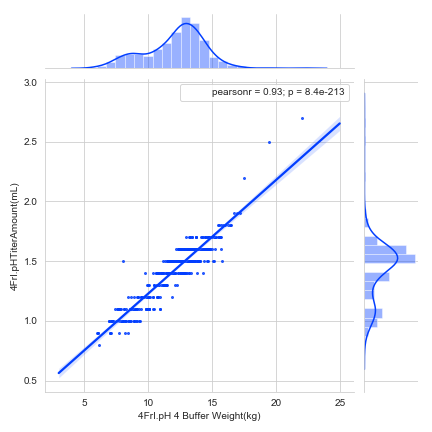 pearsonr = 0.93; p = 8.4e-213
3.0
2.5
2.0
1.5
1.0
0.5
4FrI.pHTiterAmount(mL)
5 10 15 20 25
4FrI.pH 4 Buffer Weight(kg)